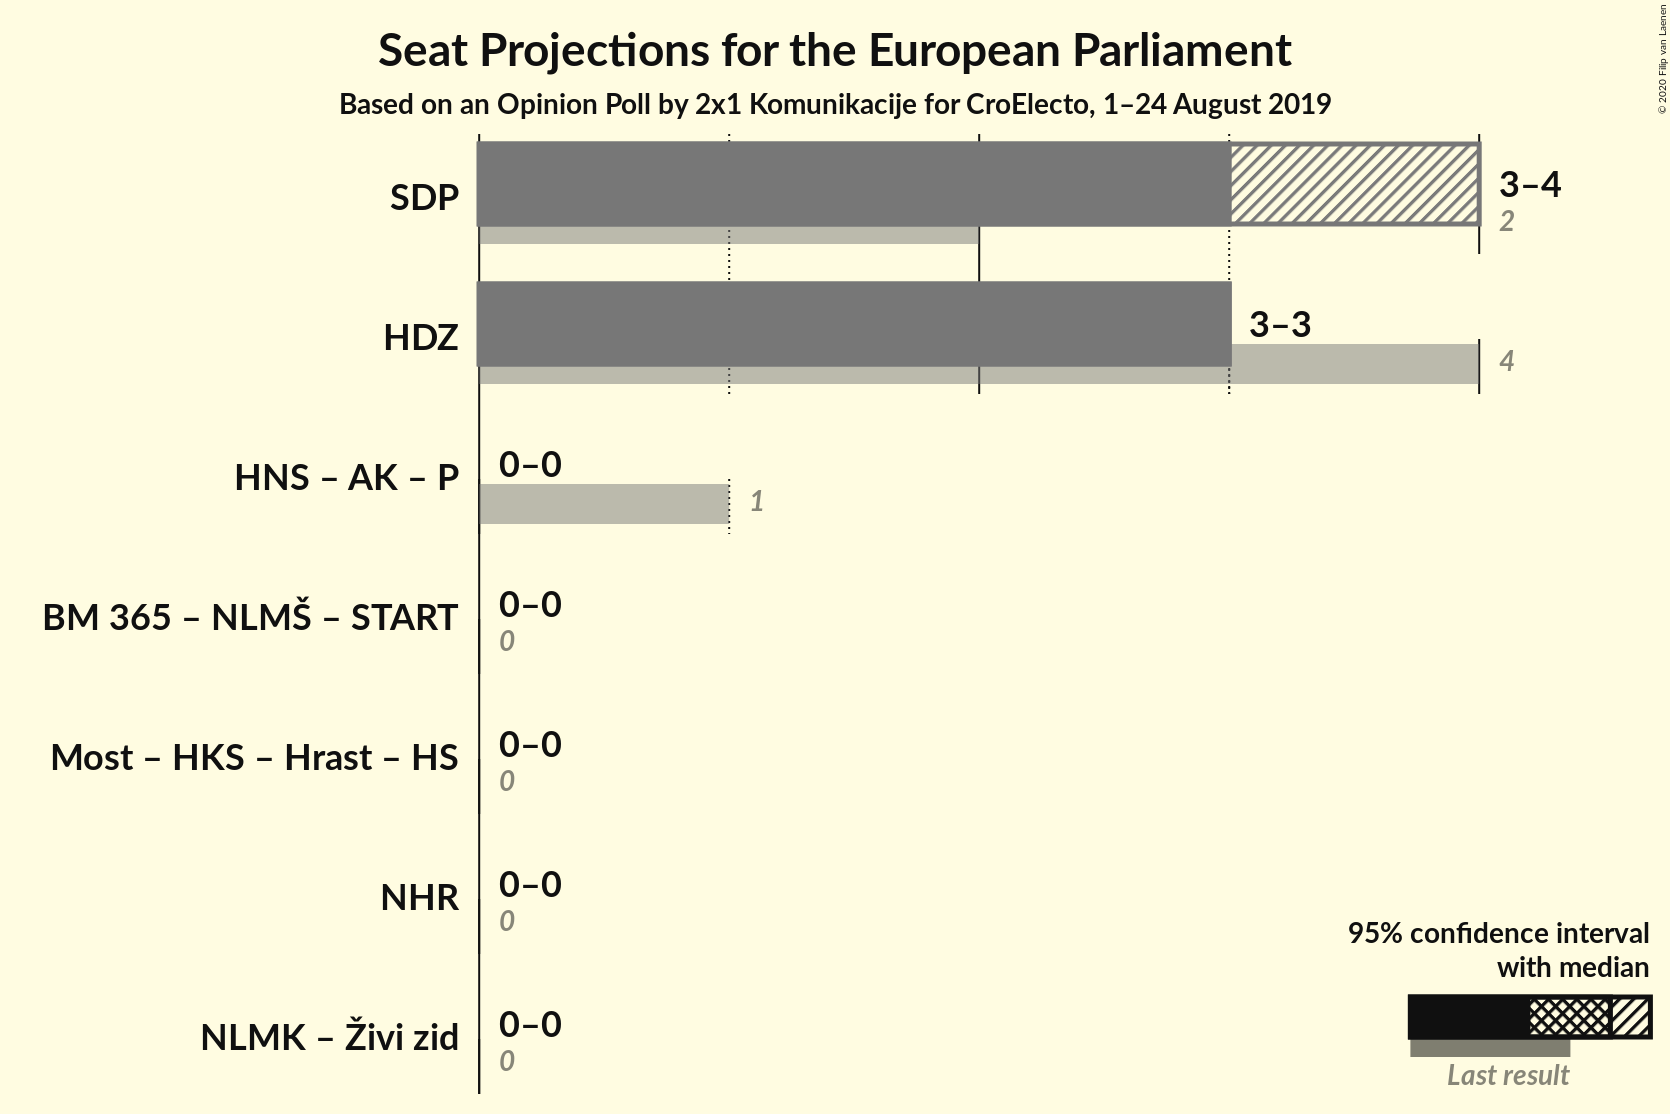 Seat Projections for the European Parliament
Based on an Opinion Poll by 2x1 Komunikacije for CroElecto, 1–24 August 2019
© 2020 Filip van Laenen
SDP
3–4
2
HDZ
3–3
4
HNS – AK – P
0–0
1
BM 365 – NLMŠ – START
0–0
0
Most – HKS – Hrast – HS
0–0
0
NHR
0–0
0
NLMK – Živi zid
0–0
0
95% confidence interval
with median
Last result